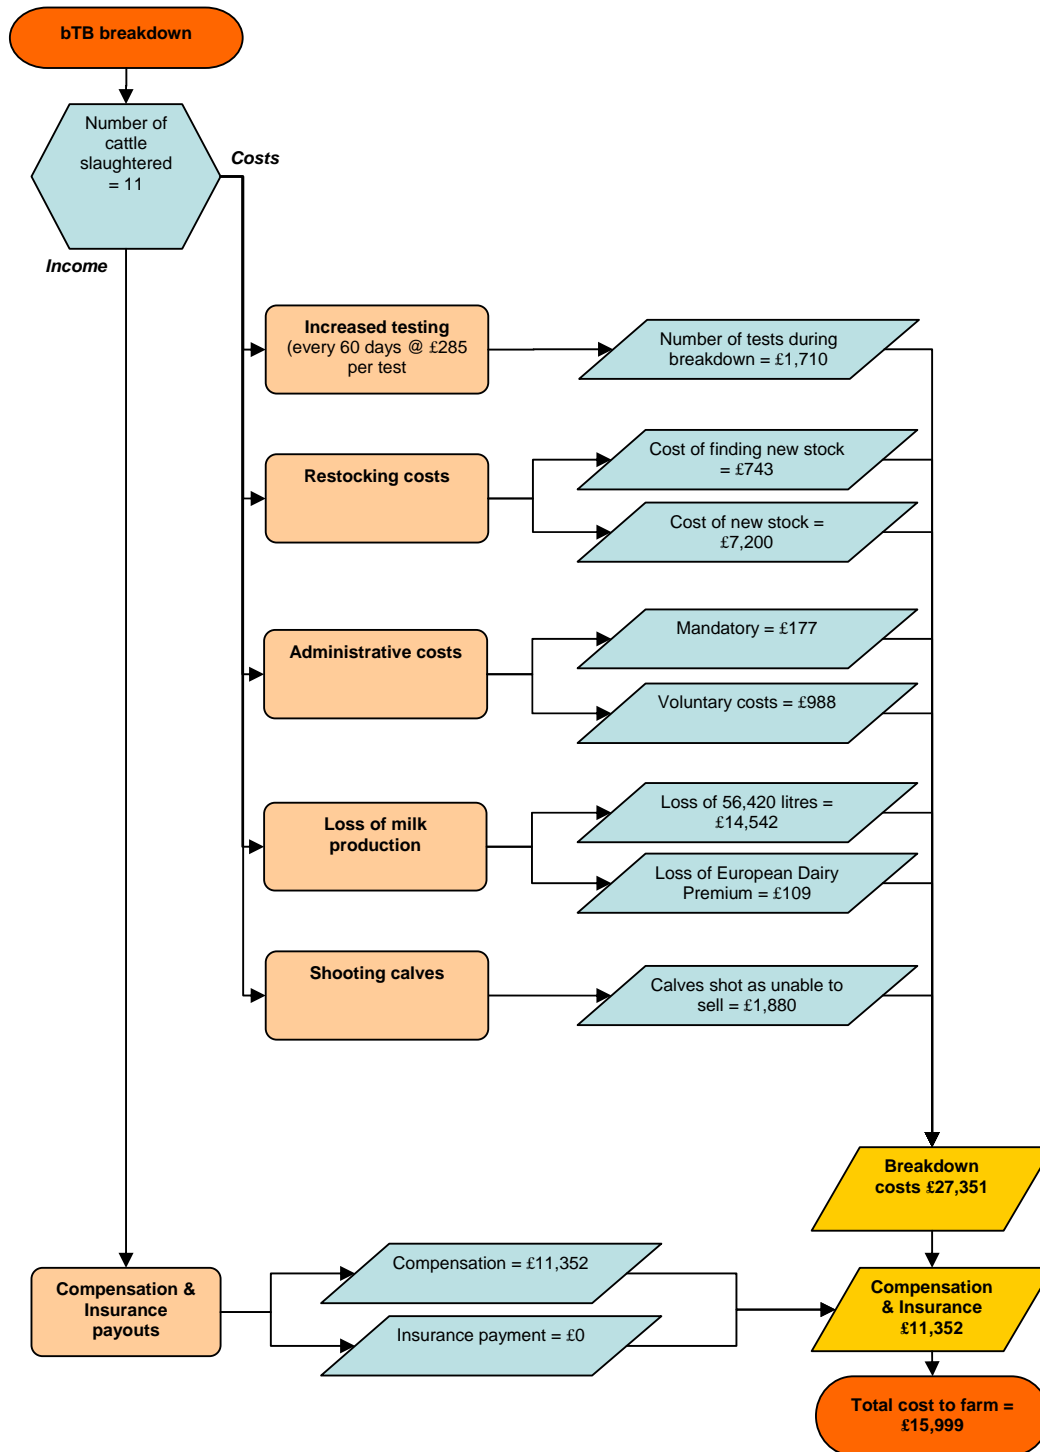 bTB breakdown
Number of
cattle
slaughtered
= 11
Costs
Income
Increased testing
(every 60 days @ £285
per test
Number of tests during
breakdown = £1,710
Restocking costs
Cost of finding new stock
= £743
Cost of new stock =
£7,200
Administrative costs
Mandatory = £177
Voluntary costs = £988
Loss of milk
production
Loss of 56,420 litres =
£14,542
Loss of European Dairy
Premium = £109
Shooting calves
Calves shot as unable to
sell = £1,880
Breakdown
costs £27,351
Compensation &
Insurance
payouts
Compensation = £11,352
Insurance payment = £0
Compensation
& Insurance
£11,352
Total cost to farm =
£15,999